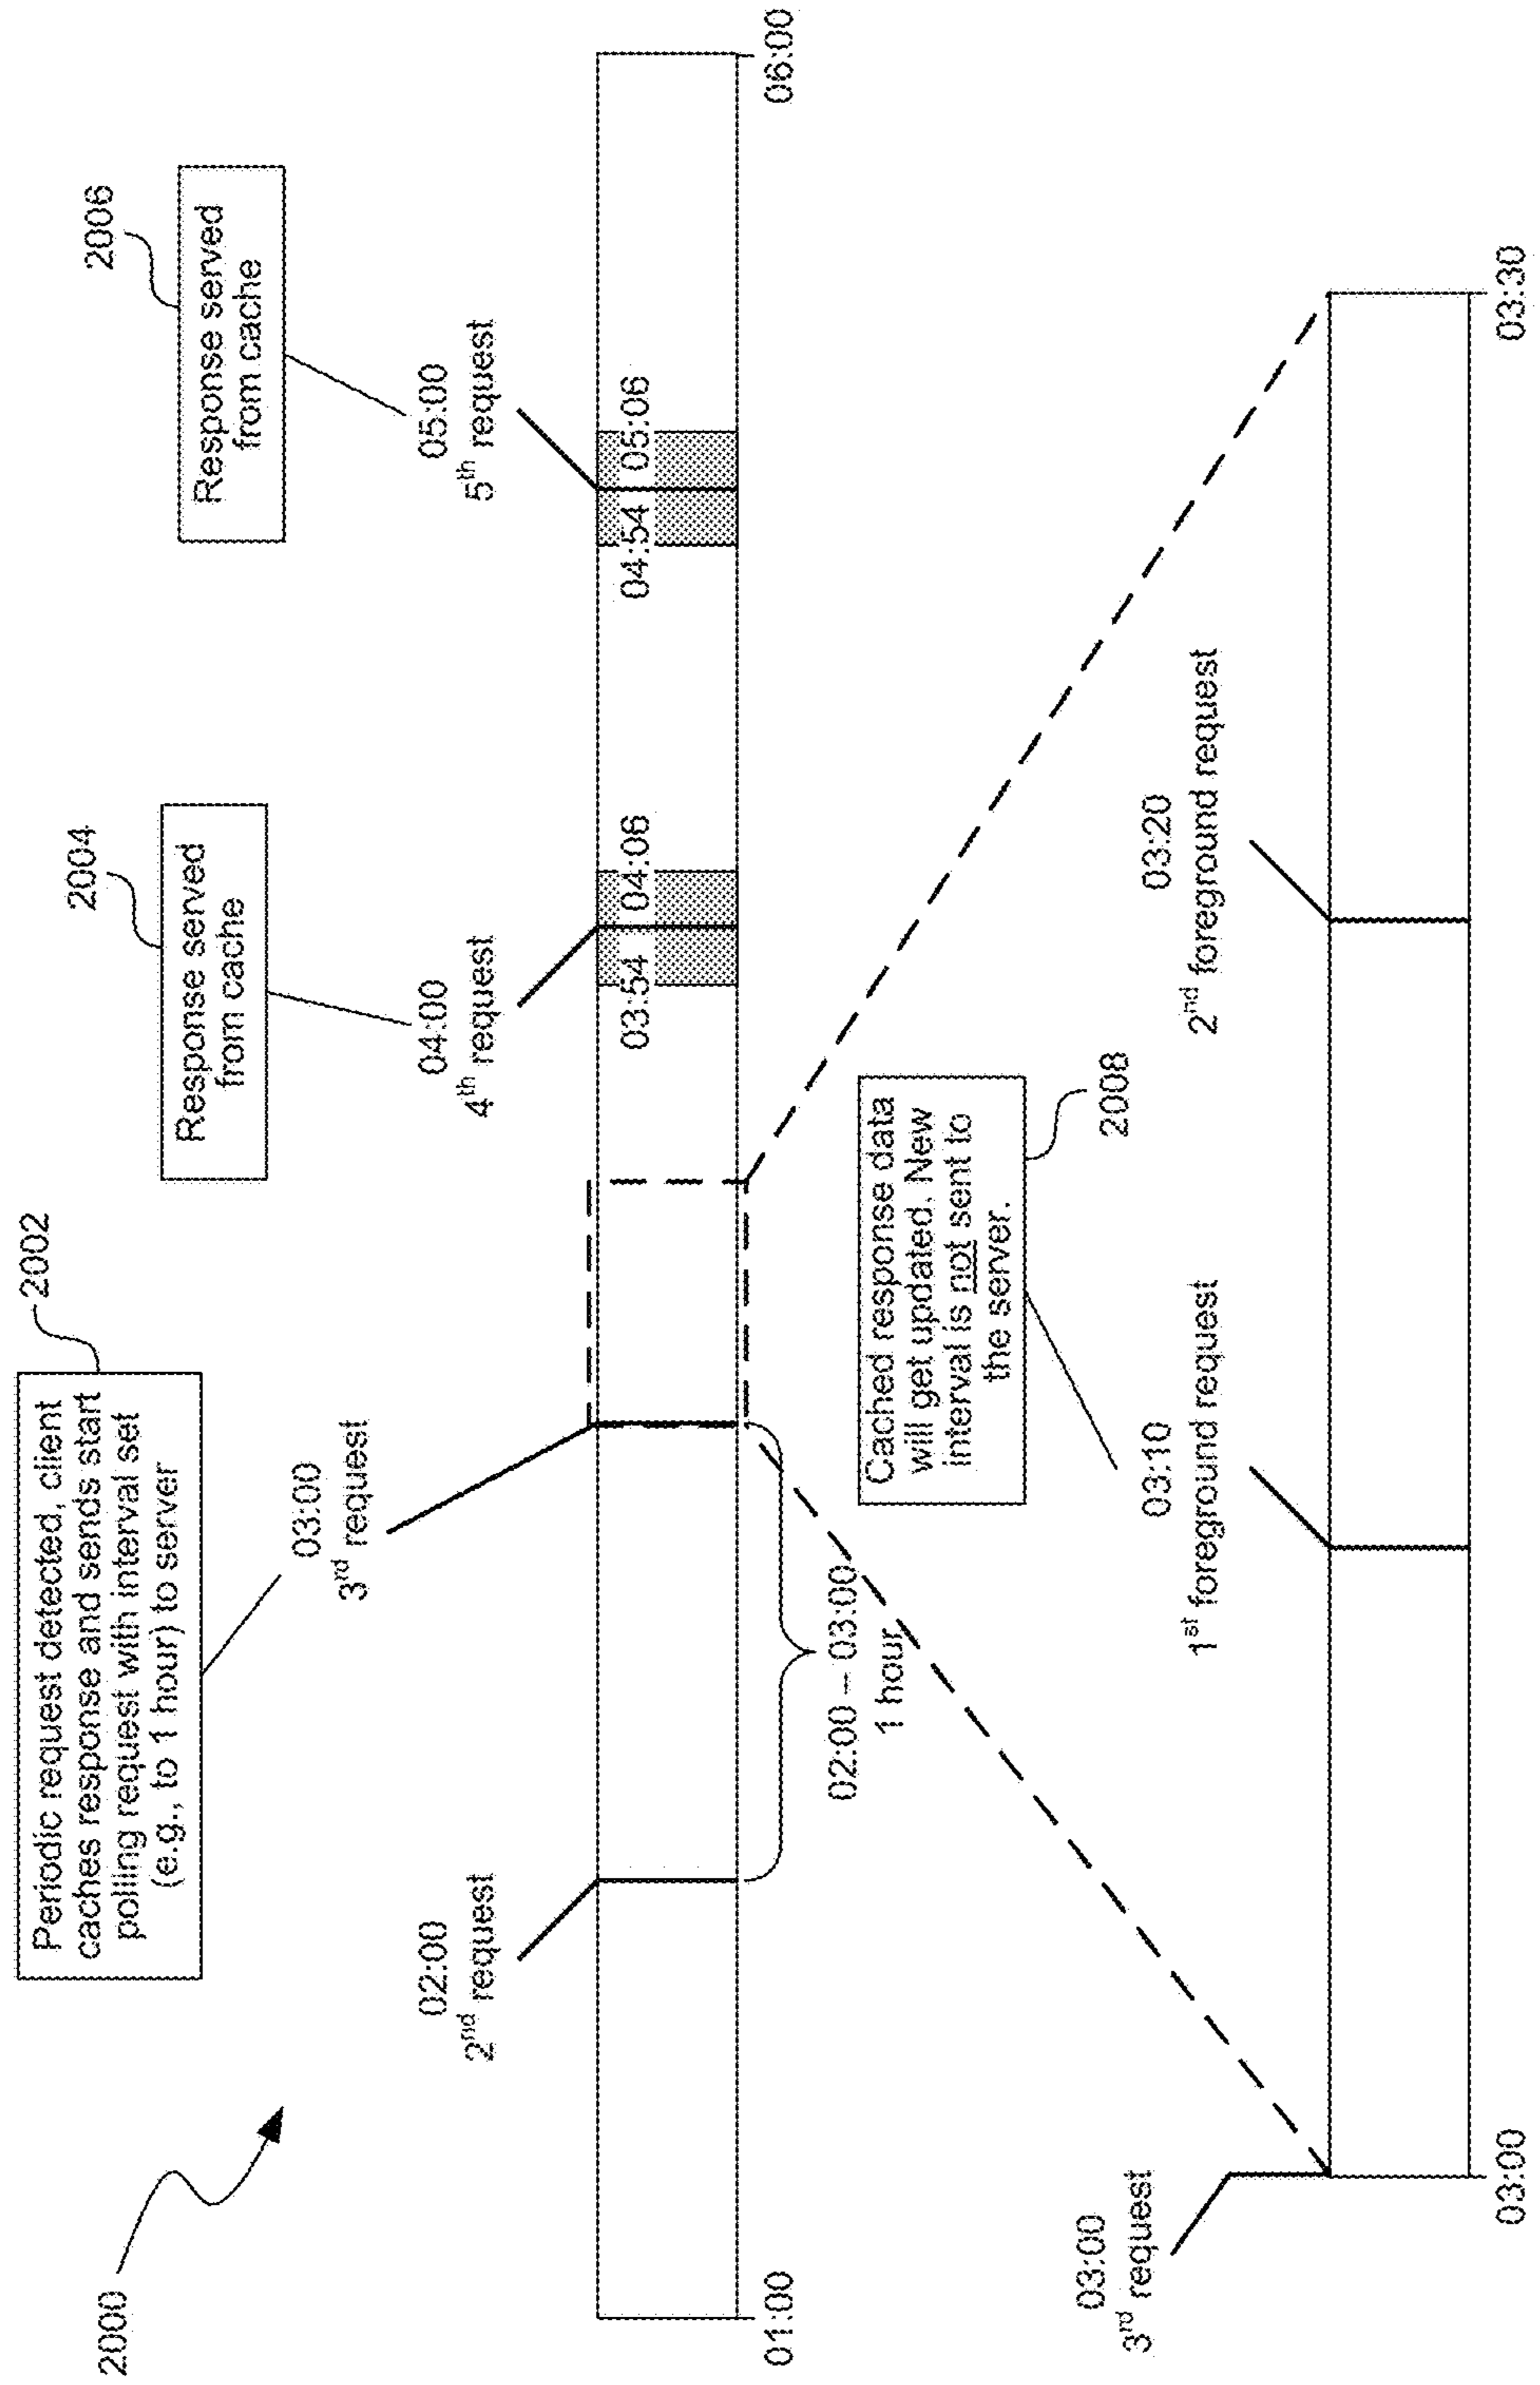 2000
Periodic request detected, client
caches response and sends start
polling request with interval set
(e.g., to 1 hour) to server
2002
Response served
from cache
2004
Response served
from cache
2006
03:00
3rd request
02:00
2nd request
04:00
4th request
05:00
5th request
03:54
04:06
04:54
05:06
01:00
06:00
02:00 – 03:00
1 hour
Cached response data
will get updated. New
interval is not sent to
the server.
2008
03:00
3rd request
03:10
1st foreground request
03:20
2nd foreground request
03:00
03:30